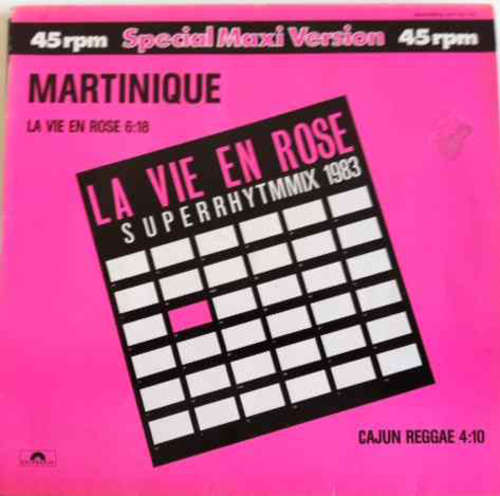 45 rpm Special Maxi Version 45 rpm
MARTINIQUE
LA VIE EN ROSE 6:18
LA VIE EN ROSE
SUPERRHYTMMIX 1983
CAJUN REGGAE 4:10